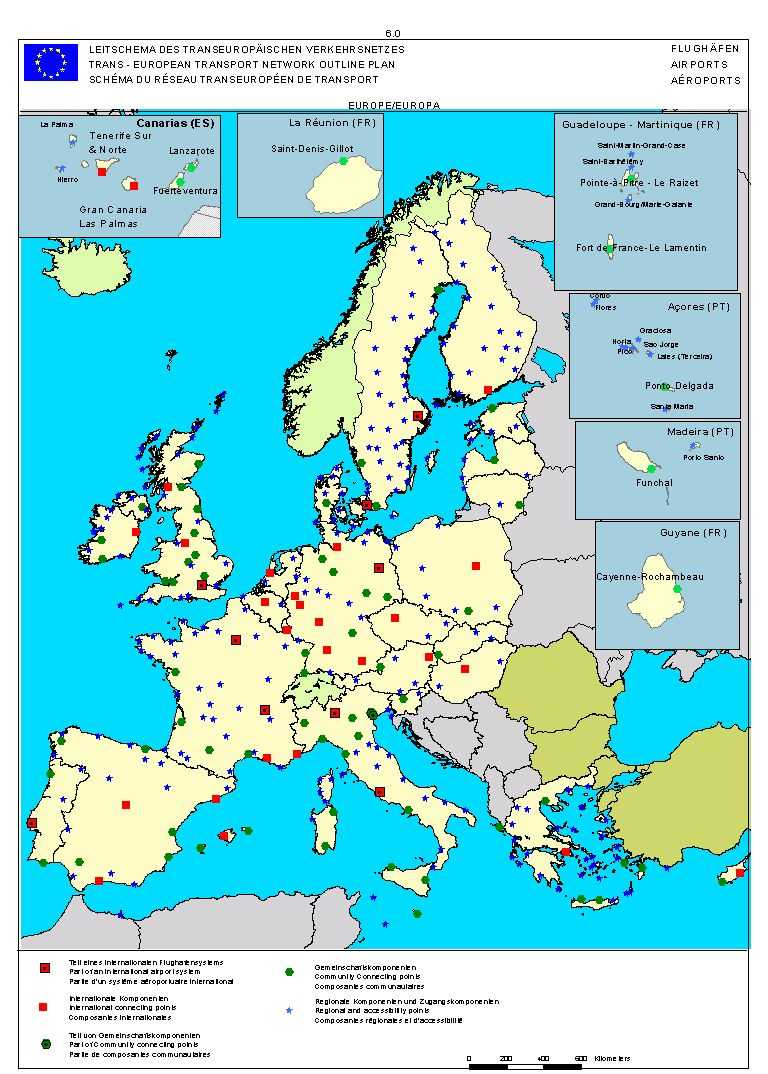 6.0
LEITSCHEMA DES TRANSEUROPÄISCHEN VERKEHRSNETZES
TRANS - EUROPEAN TRANSPORT NETWORK OUTLINE PLAN
SCHÉMA DU RÉSEAU TRANSEUROPÉEN DE TRANSPORT
FLUGHÄFEN
AIRPORTS
AÉROPORTS
EUROPE/EUROPA
Canarias (ES)
La Palma
Tenerife Sur
& Norte
Lanzarote
Hierro
Fuerteventura
Gran Canaria
Las Palmas
La Réunion (FR)
Saint-Denis-Gillot
Guadeloupe - Martinique (FR)
Saint-Martin-Grand-Case
Saint-Barthélémy
Pointe-à-Pitre - Le Raizet
Grand-Bourg/Marie-Galante
Fort de France-Le Lamentin
Açores (PT)
Corvo
Flores
Graciosa
Horta
Sao Jorge
Pico
Lajes (Terceira)
Ponto Delgada
Santa Maria
Madeira (PT)
Porto Santo
Funchal
Guyane (FR)
Cayenne-Rochambeau
Teil eines Internationalen Flughafensystems
Part of an International airport system
Partie d'un système aéroportuaire international
Internationale Komponenten
International connecting points
Composantes internationales
Teil von Gemeinschaftskomponenten
Part of Community connecting points
Partie de composantes communautaires
Gemeinschaftskomponenten
Community Connecting points
Composantes communautaires
Regionale Komponenten und Zugangskomponenten
Regional and accessibility points
Composantes régionales et d'accessibilité
0 200 400 600 Kilometers